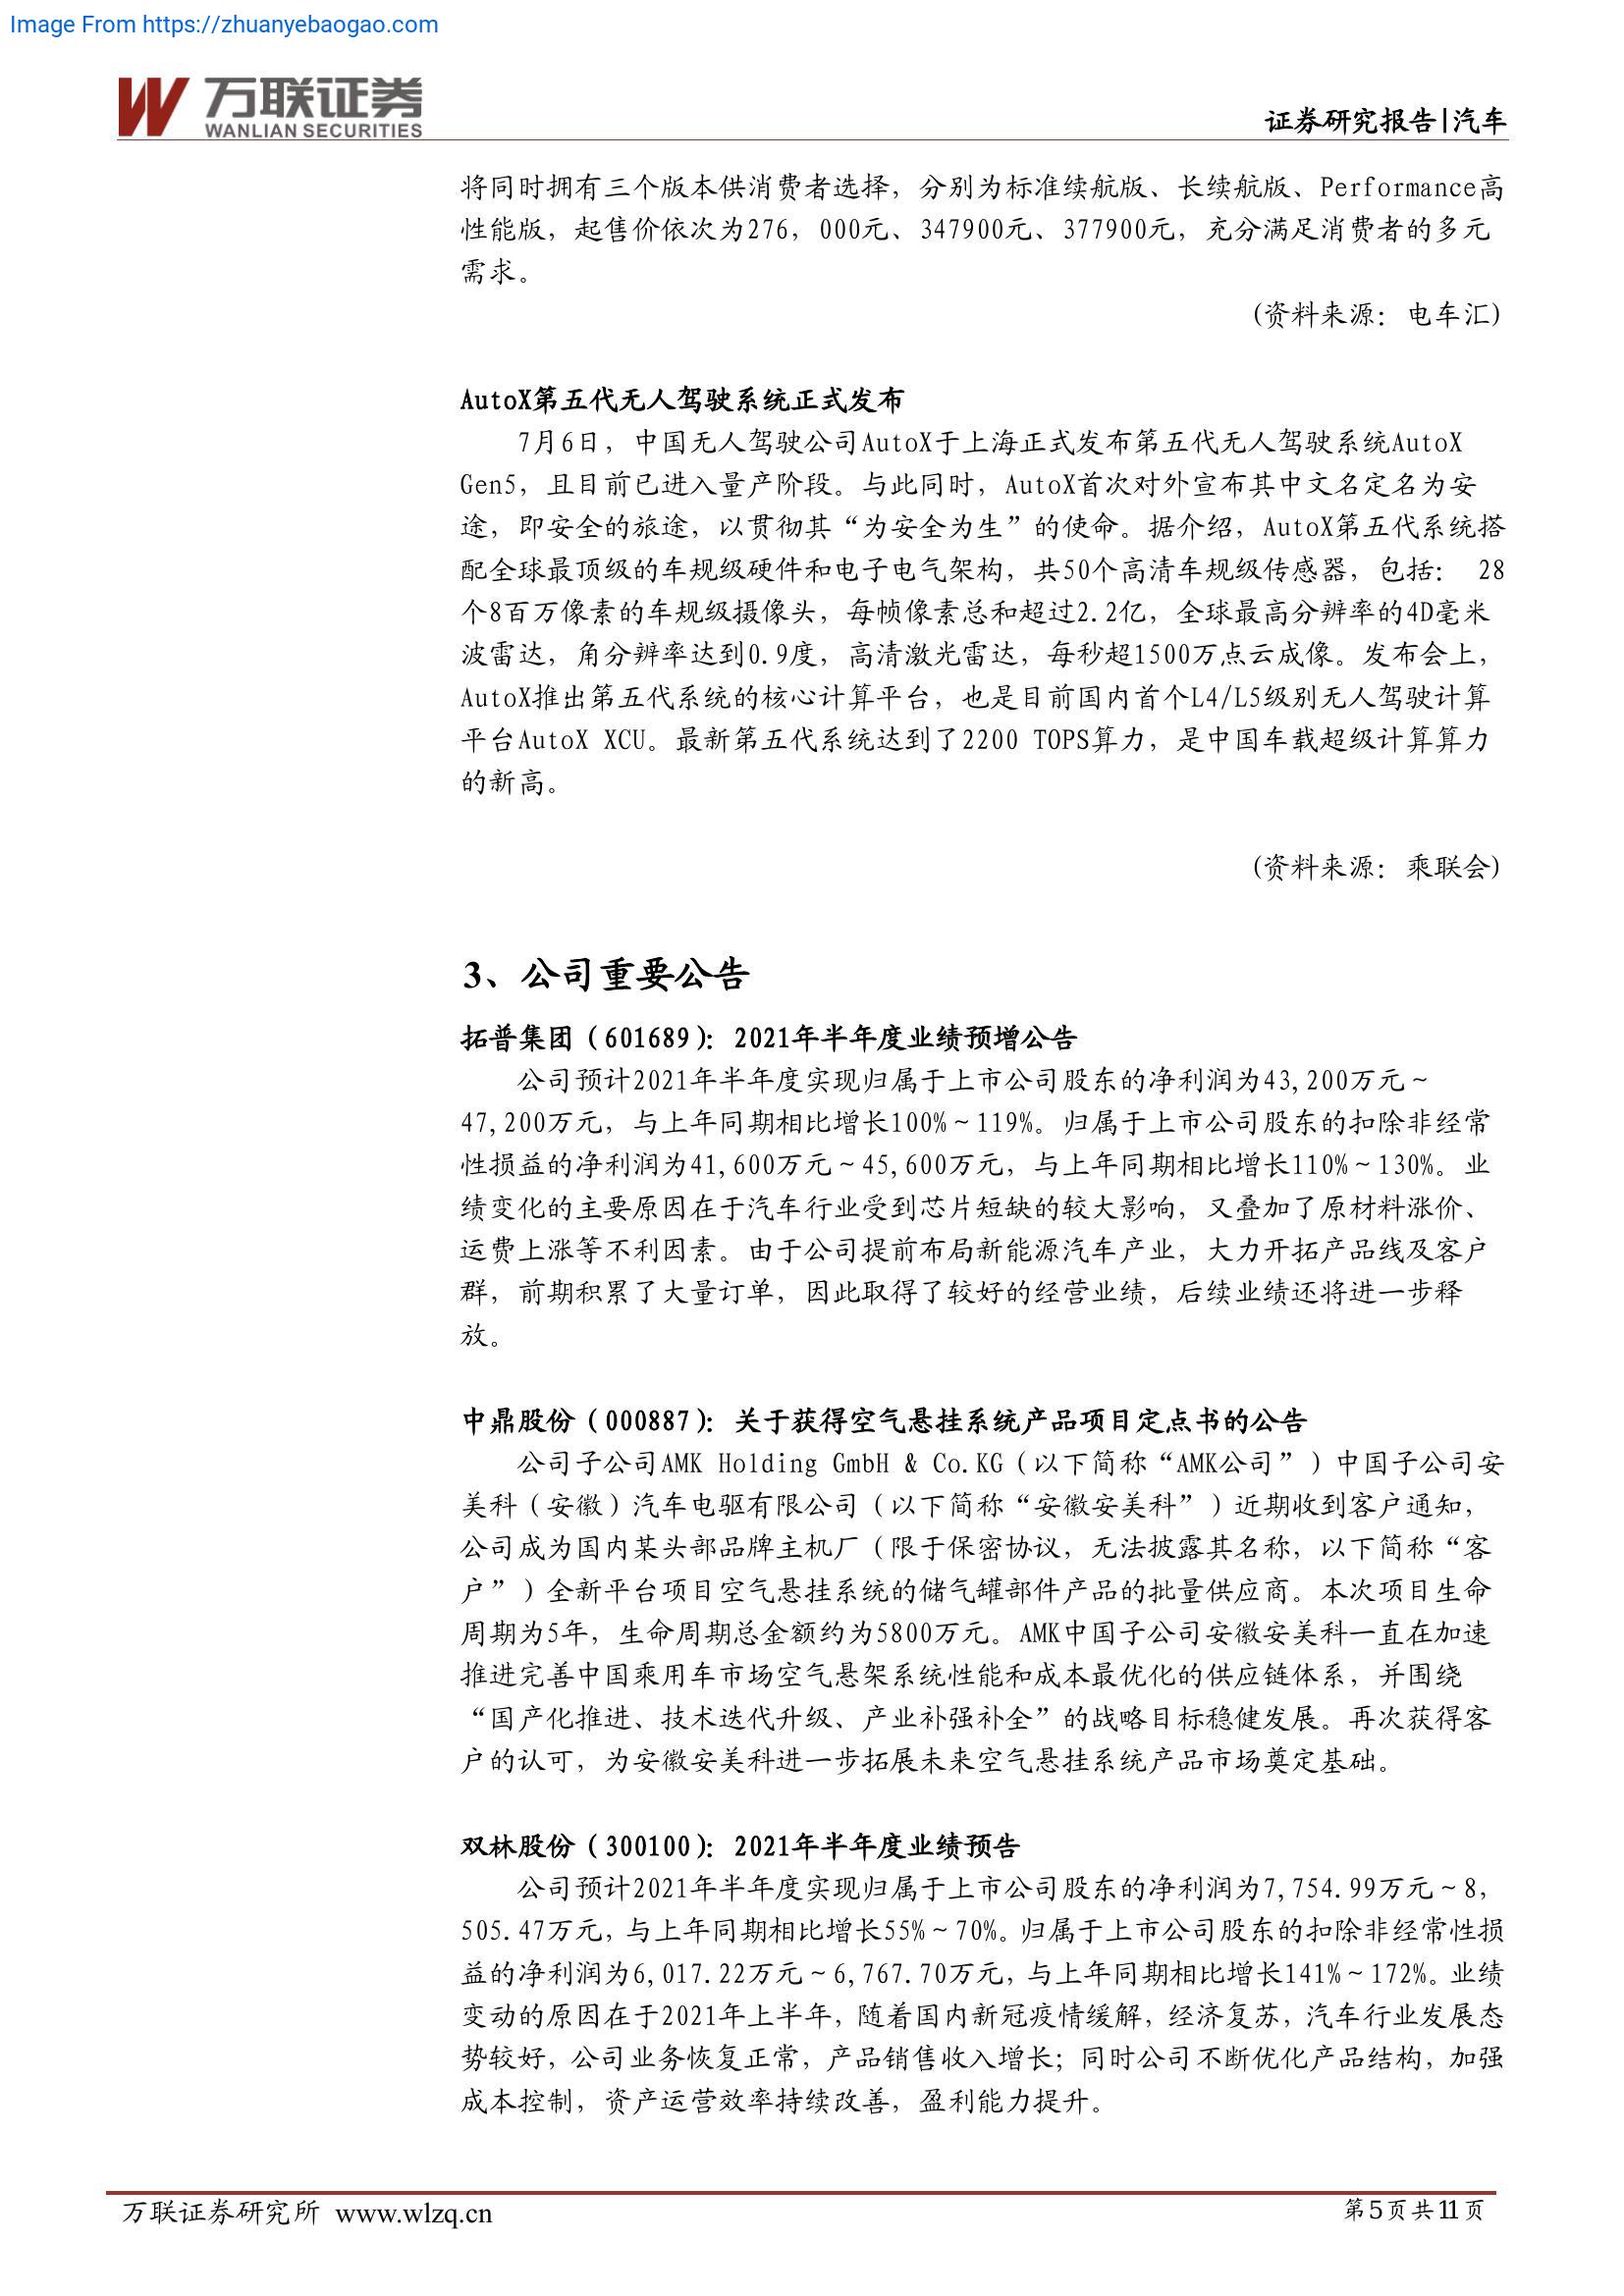 Image From https://zhuanyebaogao.com
万联证券
WANLIAN SECURITIES
证券研究报告|汽车
将同时拥有三个版本供消费者选择，分别为标准续航版、长续航版、Performance高
性能版，起售价依次为276，000元、347900元、377900元，充分满足消费者的多元
需求。
(资料来源：电车汇)
AutoX第五代无人驾驶系统正式发布
7月6日，中国无人驾驶公司AutoX于上海正式发布第五代无人驾驶系统AutoX
Gen5，且目前已进入量产阶段。与此同时，AutoX首次对外宣布其中文名定名为安
途，即安全的旅途，以贯彻其“为安全为生”的使命。据介绍，AutoX第五代系统搭
配全球最顶级的车规级硬件和电子电气架构，共50个高清车规级传感器，包括： 28
个8百万像素的车规级摄像头，每帧像素总和超过2.2亿，全球最高分辨率的4D毫米
波雷达，角分辨率达到0.9度，高清激光雷达，每秒超1500万点云成像。发布会上，
AutoX推出第五代系统的核心计算平台，也是目前国内首个L4/L5级别无人驾驶计算
平台AutoX XCU。最新第五代系统达到了2200 TOPS算力，是中国车载超级计算算力
的新高。
(资料来源：乘联会)
3、公司重要公告
拓普集团（601689）：2021年半年度业绩预增公告
公司预计2021年半年度实现归属于上市公司股东的净利润为43,200万元～
47,200万元，与上年同期相比增长100%～119%。归属于上市公司股东的扣除非经常
性损益的净利润为41,600万元～45,600万元，与上年同期相比增长110%～130%。业
绩变化的主要原因在于汽车行业受到芯片短缺的较大影响，又叠加了原材料涨价、
运费上涨等不利因素。由于公司提前布局新能源汽车产业，大力开拓产品线及客户
群，前期积累了大量订单，因此取得了较好的经营业绩，后续业绩还将进一步释
放。
中鼎股份（000887）：关于获得空气悬挂系统产品项目定点书的公告
公司子公司AMK Holding GmbH & Co.KG（以下简称“AMK公司”）中国子公司安
美科（安徽）汽车电驱有限公司（以下简称“安徽安美科”）近期收到客户通知，
公司成为国内某头部品牌主机厂（限于保密协议，无法披露其名称，以下简称“客
户”）全新平台项目空气悬挂系统的储气罐部件产品的批量供应商。本次项目生命
周期为5年，生命周期总金额约为5800万元。AMK中国子公司安徽安美科一直在加速
推进完善中国乘用车市场空气悬架系统性能和成本最优化的供应链体系，并围绕
“国产化推进、技术迭代升级、产业补强补全”的战略目标稳健发展。再次获得客
户的认可，为安徽安美科进一步拓展未来空气悬挂系统产品市场奠定基础。
双林股份（300100）：2021年半年度业绩预告
公司预计2021年半年度实现归属于上市公司股东的净利润为7,754.99万元～8，
505.47万元，与上年同期相比增长55%～70%。归属于上市公司股东的扣除非经常性损
益的净利润为6,017.22万元～6,767.70万元，与上年同期相比增长141%～172%。业绩
变动的原因在于2021年上半年，随着国内新冠疫情缓解，经济复苏，汽车行业发展态
势较好，公司业务恢复正常，产品销售收入增长；同时公司不断优化产品结构，加强
成本控制，资产运营效率持续改善，盈利能力提升。
万联证券研究所 www.wlzq.cn
第5页共11页